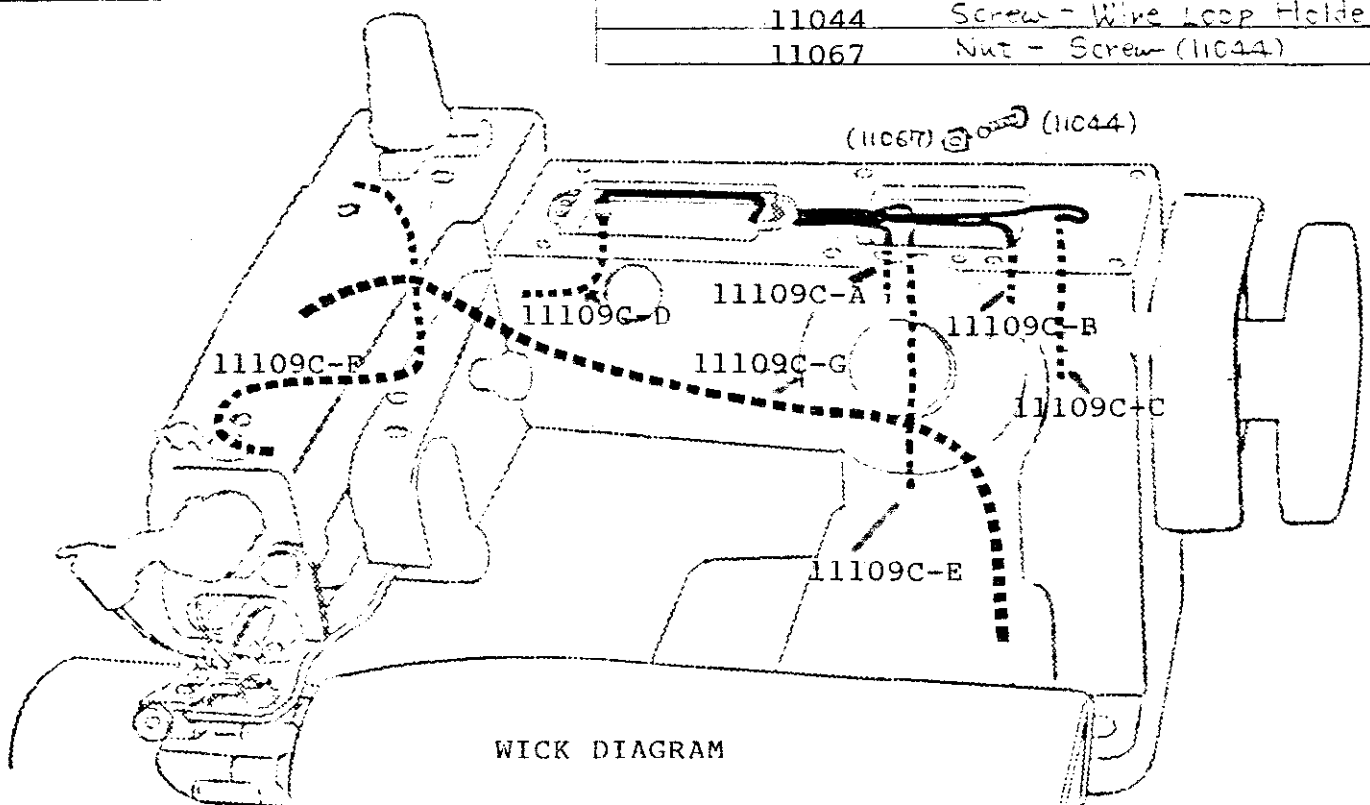 11044 Screw - Wire Loop Holde
11067 Nut - Screw (11044)
(11067) (11044)
11109C-A
11109C-D
11109C-B
11109C-F
11109C-G
11109C-C
11109C-E
WICK DIAGRAM